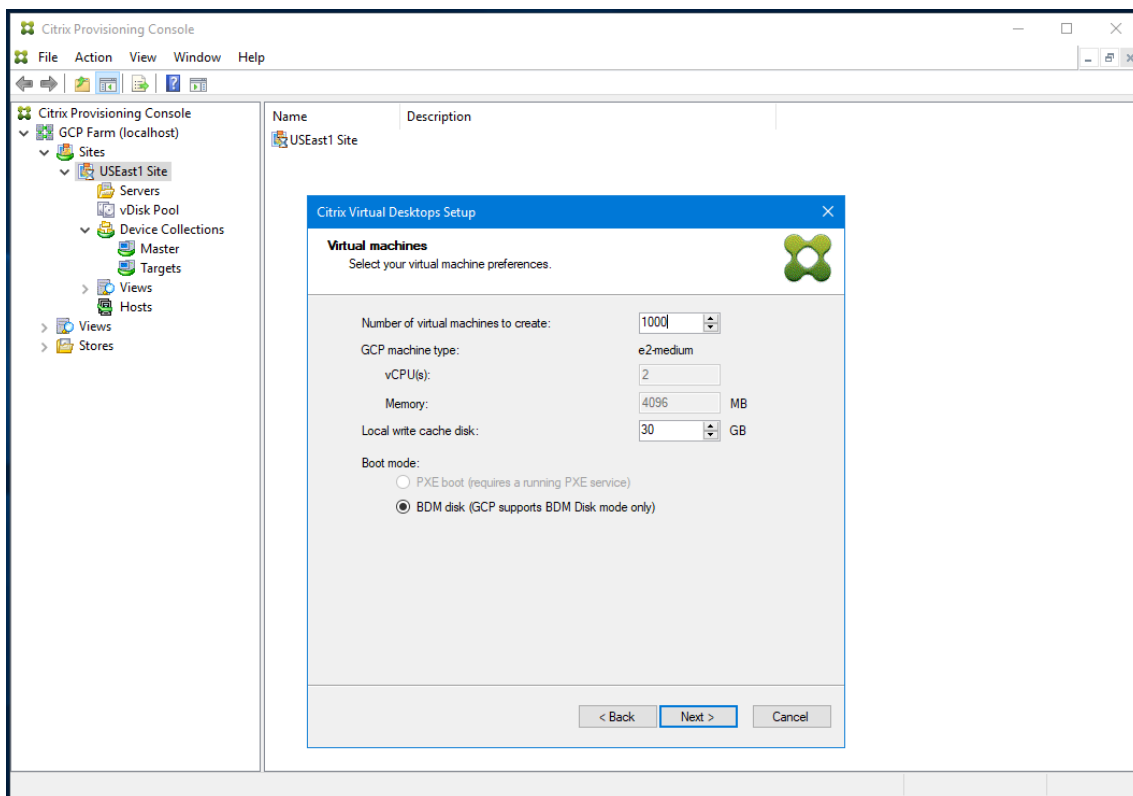 Citrix Provisioning Console
File Action View Window Help
Citrix Provisioning Console
GCP Farm (localhost)
Sites
USEast1 Site
Servers
vDisk Pool
Device Collections
Master
Targets
Views
Hosts
Views
Stores
Name Description
USEast1 Site
Citrix Virtual Desktops Setup
Virtual machines
Select your virtual machine preferences.
Number of virtual machines to create: 1000
GCP machine type: e2-medium
vCPU(s): 2
Memory: 4096 MB
Local write cache disk: 30 GB
Boot mode:
PXE boot (requires a running PXE service)
BDM disk (GCP supports BDM Disk mode only)
< Back Next > Cancel